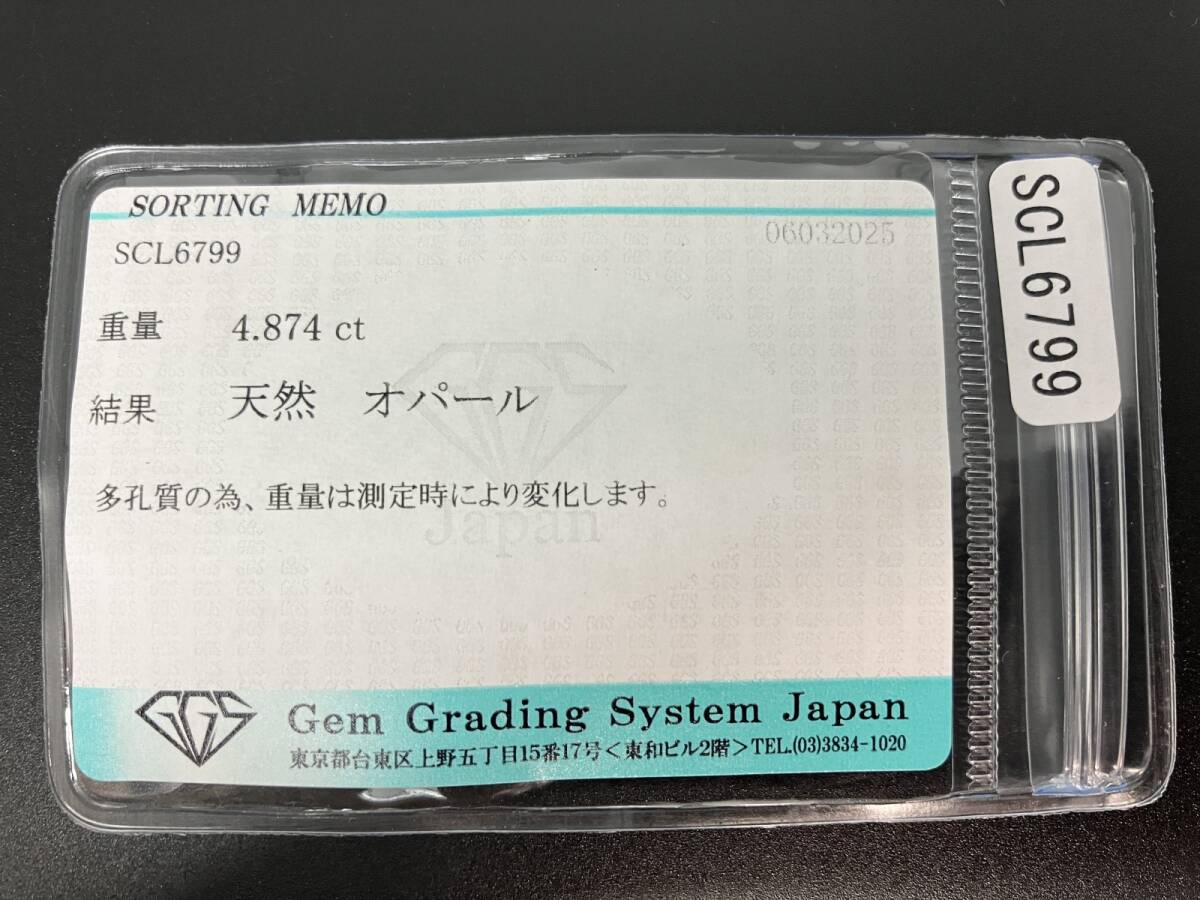 SORTING MEMO
SCL6799
06032025
重量 4.874 ct
結果 天然 オパール
多孔質の為、重量は測定時により変化します。
GGS
Japan
GGS
Gem Grading System Japan
東京都台東区上野五丁目15番17号＜東和ビル2階＞TEL.(03)3834-1020
SCL6799